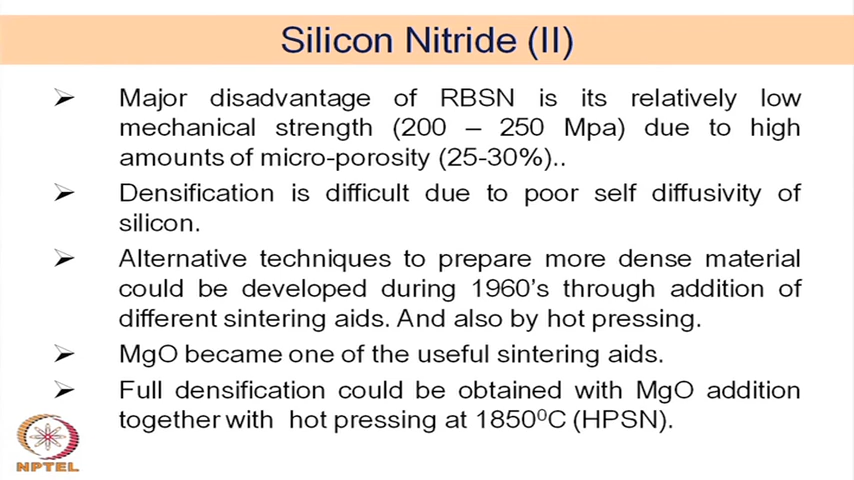 Silicon Nitride (II)
➢ Major disadvantage of RBSN is its relatively low
mechanical strength (200 – 250 Mpa) due to high
amounts of micro-porosity (25-30%)..
➢ Densification is difficult due to poor self diffusivity of
silicon.
➢ Alternative techniques to prepare more dense material
could be developed during 1960's through addition of
different sintering aids. And also by hot pressing.
➢ MgO became one of the useful sintering aids.
➢ Full densification could be obtained with MgO addition
together with hot pressing at 1850⁰C (HPSN).
NPTEL